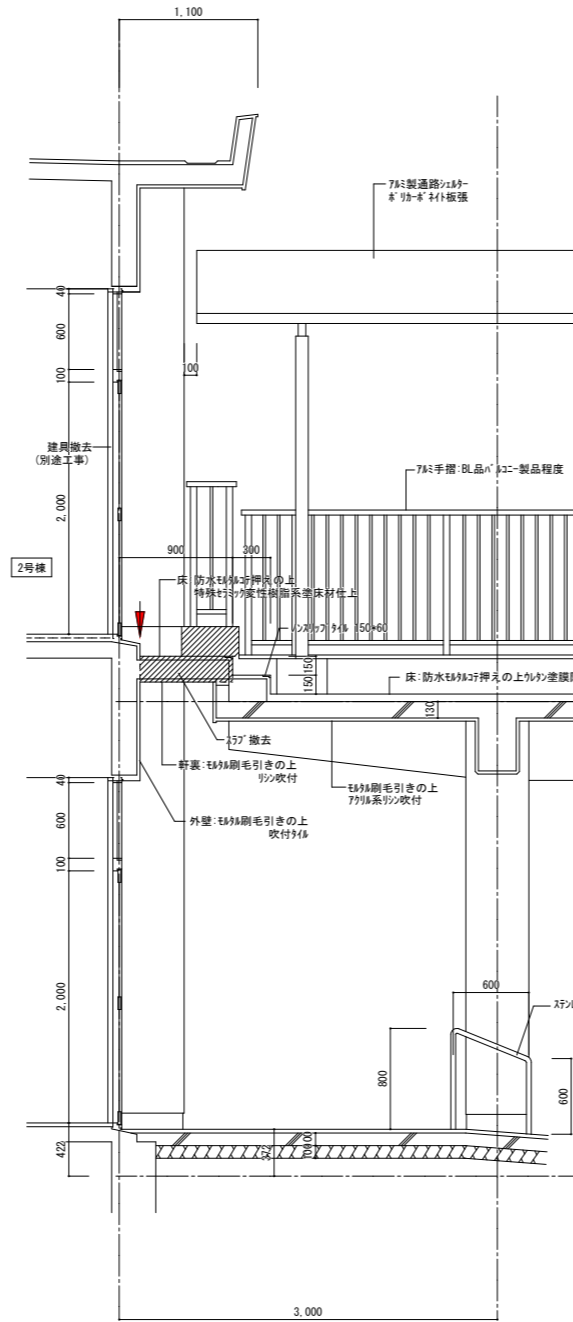 1,100
アルミ製通路シェルター
ポリカーボネイト板張
40
600
100
100
建具撤去
(別途工事)
2,000
アルミ手摺:BL品バルコニー製品程度
900
300
2号棟
床:防水モルタルコテ押えの上
特殊セラミック変性樹脂系塗床材仕上
ノンスリップタイル 150*60
150
150
床:防水モルタルコテ押えの上ウレタン塗膜
130
スラブ撤去
軒裏:モルタル刷毛引きの上
リシン吹付
モルタル刷毛引きの上
アクリル系リシン吹付
40
600
100
外壁:モルタル刷毛引きの上
吹付タイル
2,000
600
ステンレ
800
600
422
372
100
3,000